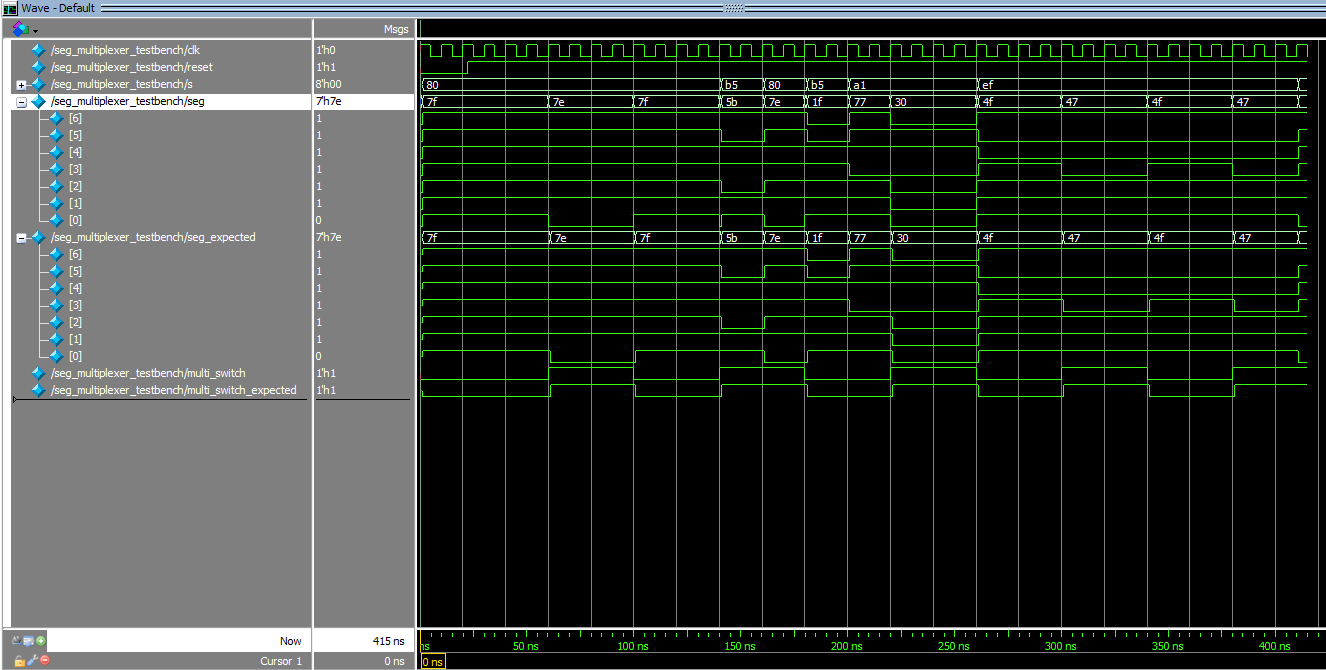 Wave - Default
Msgs
/seg_multiplexer_testbench/clk 1'h0
/seg_multiplexer_testbench/reset 1'h1
/seg_multiplexer_testbench/s 8'h00 80 b5 80 b5 a1 ef
/seg_multiplexer_testbench/seg 7'h7e 7f 7e 7f 5b 7e 1f 77 30 4f 47 4f 47
[6] 1
[5] 1
[4] 1
[3] 1
[2] 1
[1] 1
[0] 0
/seg_multiplexer_testbench/seg_expected 7'h7e 7f 7e 7f 5b 7e 1f 77 30 4f 47 4f 47
[6] 1
[5] 1
[4] 1
[3] 1
[2] 1
[1] 1
[0] 0
/seg_multiplexer_testbench/multi_switch 1'h1
/seg_multiplexer_testbench/multi_switch_expected 1'h1
Now 415 ns ns 50 ns 100 ns 150 ns 200 ns 250 ns 300 ns 350 ns 400 ns
Cursor 1 0 ns 0 ns